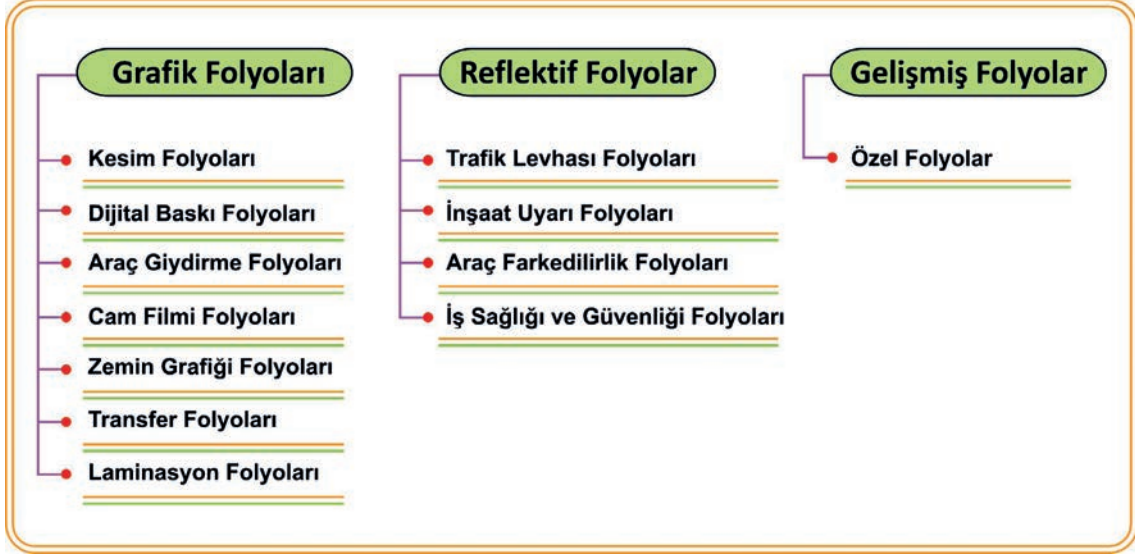 Grafik Folyoları
Kesim Folyoları
Dijital Baskı Folyoları
Araç Giydirme Folyoları
Cam Filmi Folyoları
Zemin Grafiği Folyoları
Transfer Folyoları
Laminasyon Folyoları
Reflektif Folyolar
Trafik Levhası Folyoları
İnşaat Uyarı Folyoları
Araç Farkedilirlik Folyoları
İş Sağlığı ve Güvenliği Folyoları
Gelişmiş Folyolar
Özel Folyolar